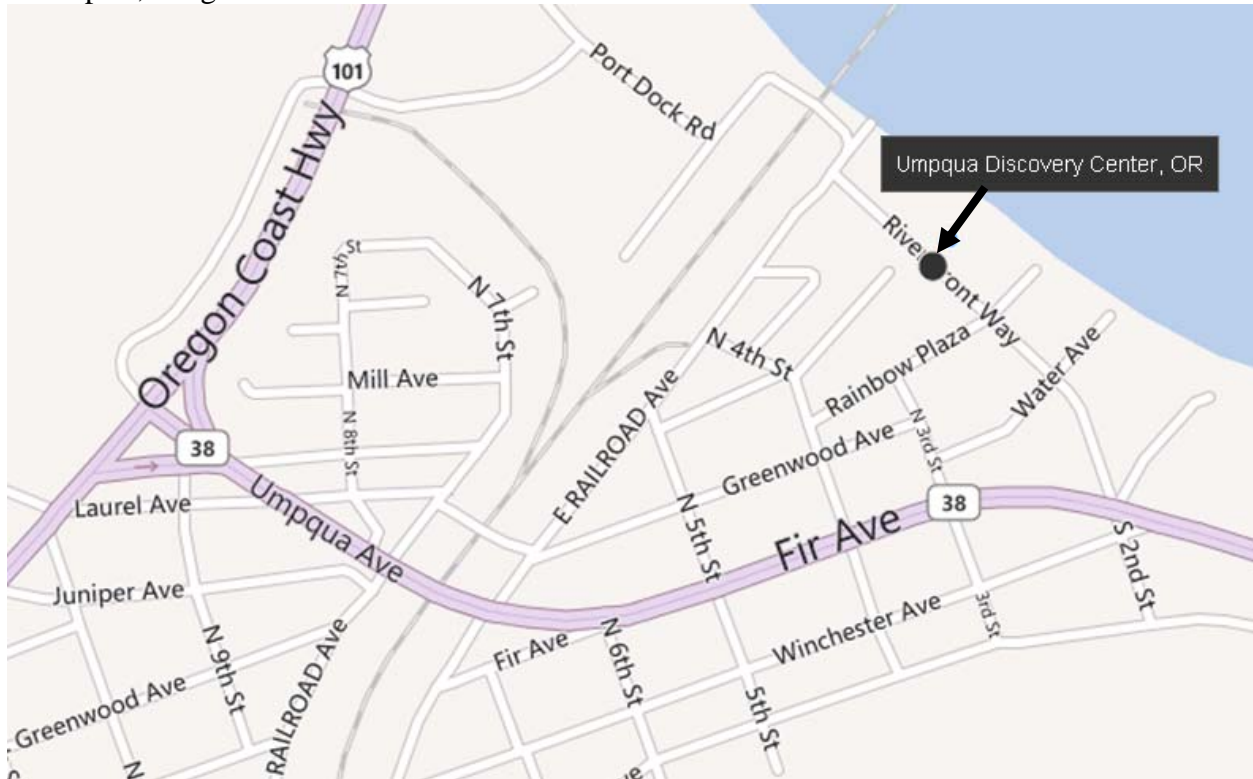 101
Port Dock Rd
Oregon Coast Hwy
Umpqua Discovery Center, OR
Riverfront Way
N 7th St
N 7th St
N 4th St
Rainbow Plaza
Water Ave
Mill Ave
N 8th St
N 3rd St
E RAILROAD AVE
Greenwood Ave
38
Laurel Ave
Umpqua Ave
N 5th St
Fir Ave
38
S 2nd St
Juniper Ave
N 9th St
Fir Ave
N 6th St
Winchester Ave
3rd St
RAILROAD AVE
Greenwood Ave
5th St
N